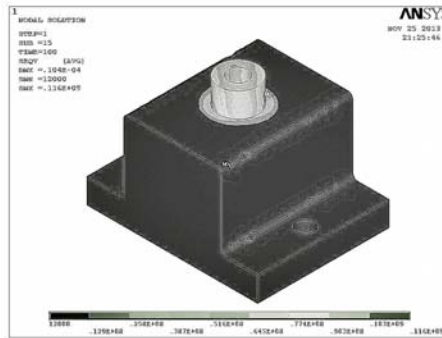 1
NODAL SOLUTION
STEP=1
SUB =15
TIME=100
SEQV (AVG)
DMX =.104E-04
SMN =12000
SMX =.116E+09
ANSYS
NOV 25 2013
21:25:46
MN
12000 .258E+08 .516E+08 .774E+08 .103E+09
.129E+08 .387E+08 .645E+08 .903E+08 .116E+09